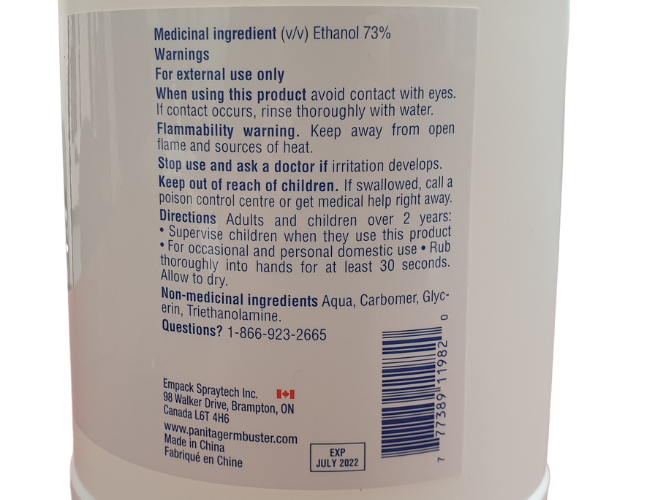 Medicinal ingredient (v/v) Ethanol 73%
Warnings
For external use only
When using this product avoid contact with eyes.
If contact occurs, rinse thoroughly with water.
Flammability warning. Keep away from open
flame and sources of heat.
Stop use and ask a doctor if irritation develops.
Keep out of reach of children. If swallowed, call a
poison control centre or get medical help right away.
Directions Adults and children over 2 years:
• Supervise children when they use this product
• For occasional and personal domestic use • Rub
thoroughly into hands for at least 30 seconds.
Allow to dry.
Non-medicinal ingredients Aqua, Carbomer, Glyc-
erin, Triethanolamine.
Questions? 1-866-923-2665
Empack Spraytech Inc.
98 Walker Drive, Brampton, ON
Canada L6T 4H6
www.panitagermbuster.com
Made in China
Fabriqué en Chine
EXP
JULY 2022
7 77389 11982 0